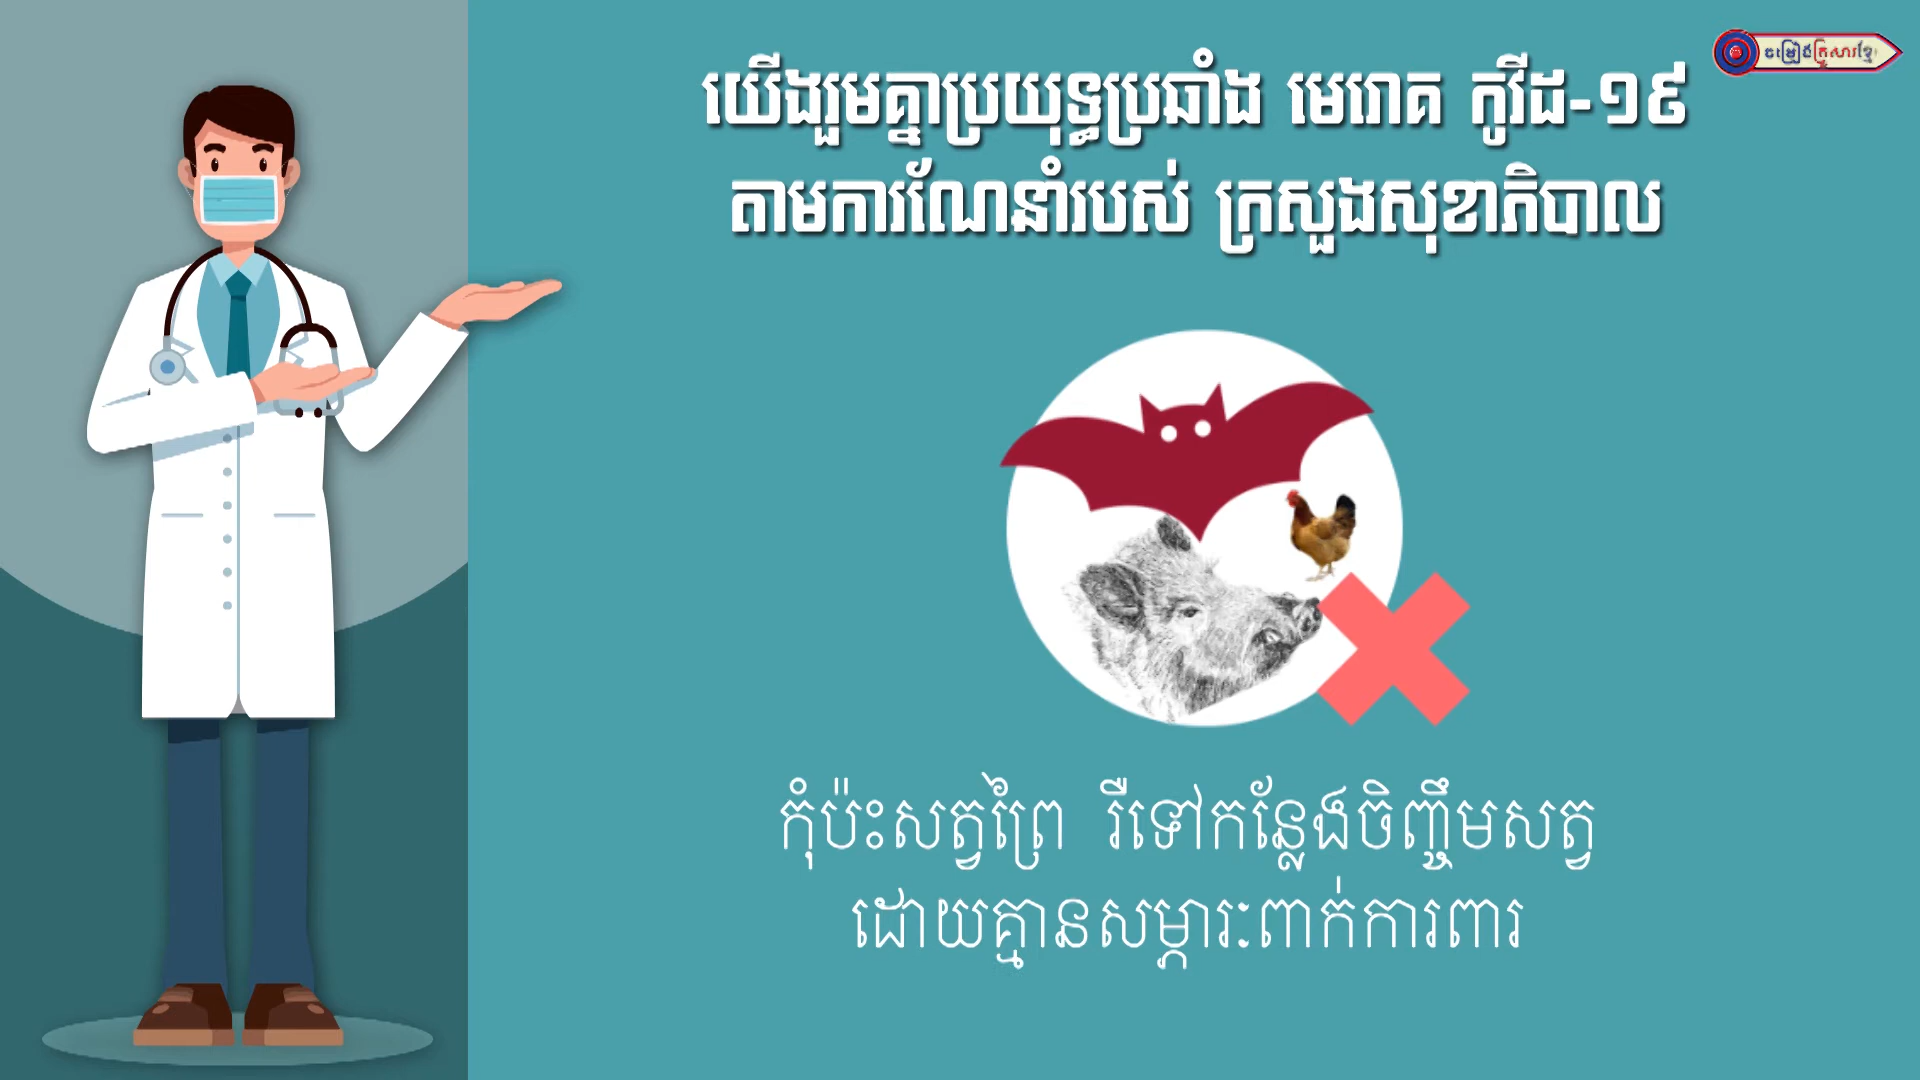 យើងរួមគ្នាប្រយុទ្ធប្រឆាំង មេរោគ កូវីដ-១៩
តាមការណែនាំរបស់ ក្រសួងសុខាភិបាល
កុំប៉ះសត្វព្រៃ រឺទៅកន្លែងចិញ្ចឹមសត្វ
ដោយគ្មានសម្ភារៈពាក់ការពារ